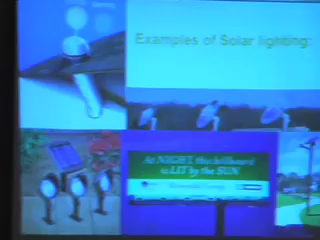 Examples of Solar lighting:
At NIGHT this billboard
is LIT by the SUN